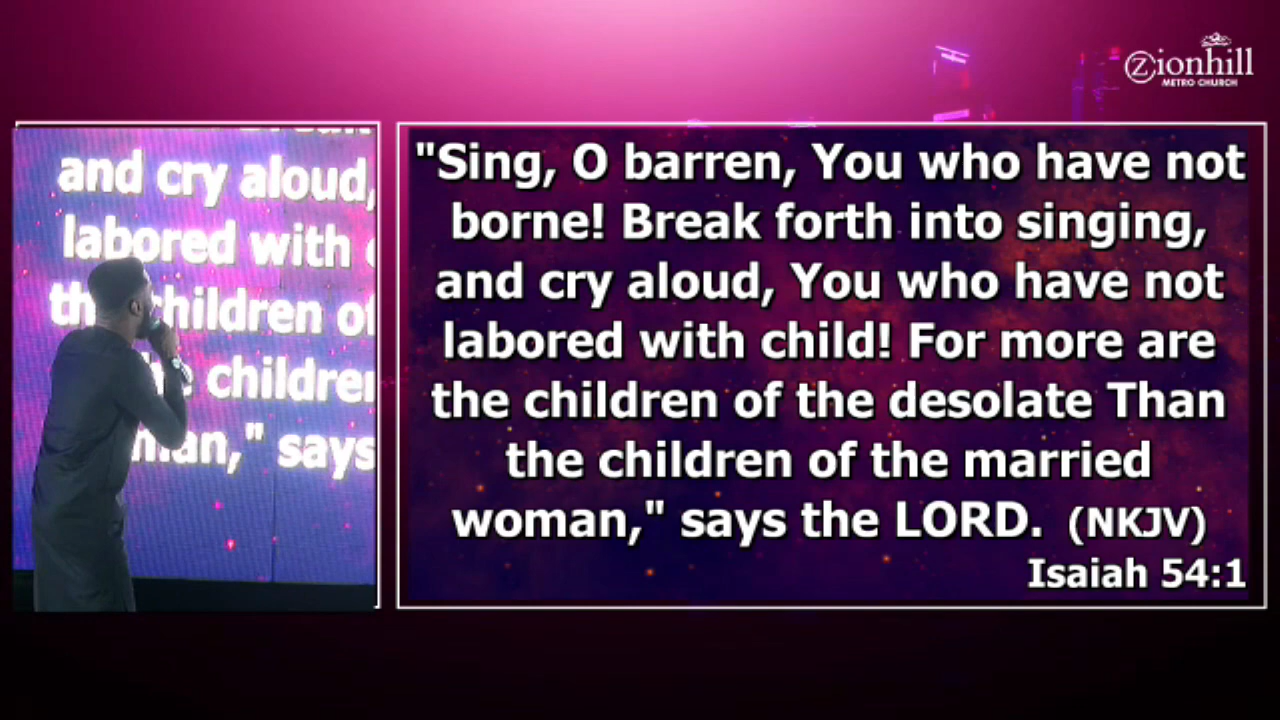 zionhill
METRO CHURCH
and cry aloud,
labored with
children of
children
man," says
"Sing, O barren, You who have not
borne! Break forth into singing,
and cry aloud, You who have not
labored with child! For more are
the children of the desolate Than
the children of the married
woman," says the LORD. (NKJV)
Isaiah 54:1